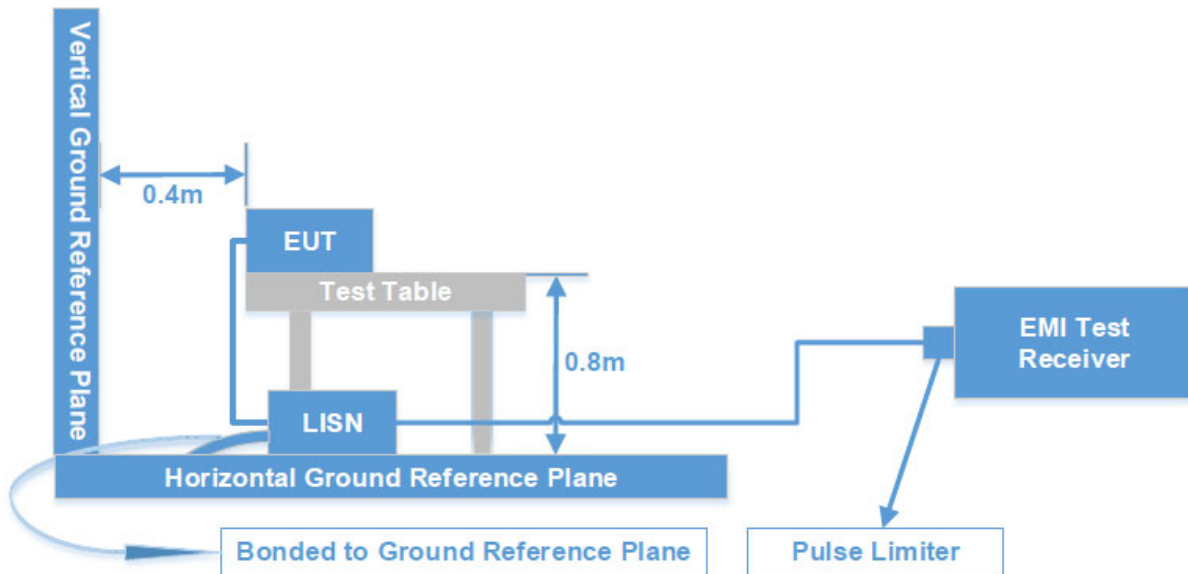 Vertical Ground Reference Plane
0.4m
EUT
Test Table
0.8m
EMI Test
Receiver
LISN
Horizontal Ground Reference Plane
Bonded to Ground Reference Plane
Pulse Limiter